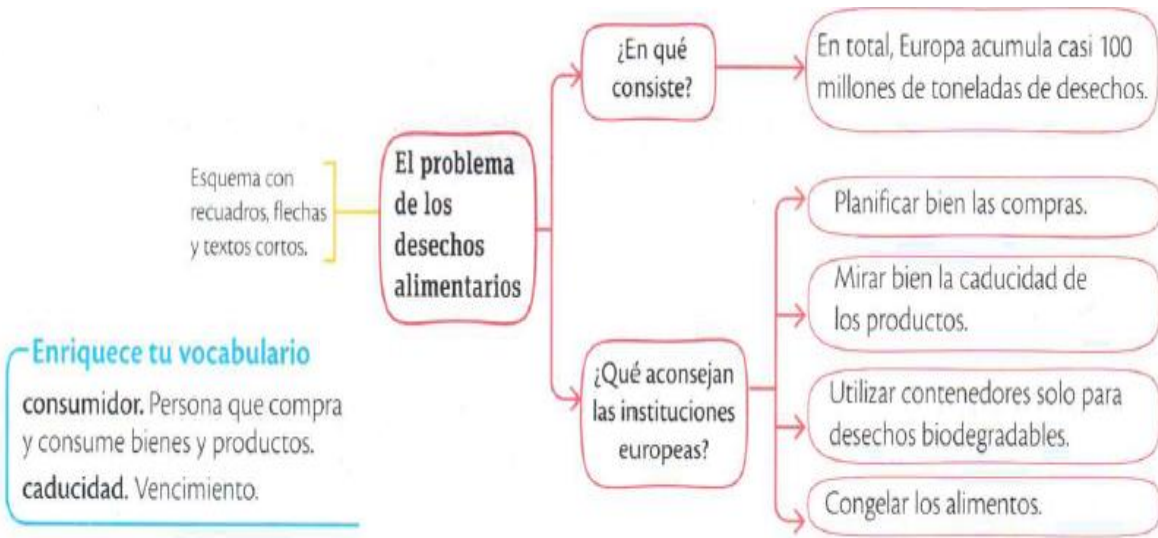 Esquema con
recuadros, flechas
y textos cortos.
El problema
de los
desechos
alimentarios
¿En qué
consiste?
En total, Europa acumula casi 100
millones de toneladas de desechos.
¿Qué aconsejan
las instituciones
europeas?
Planificar bien las compras.
Mirar bien la caducidad de
los productos.
Utilizar contenedores solo para
desechos biodegradables.
Congelar los alimentos.
Enriquece tu vocabulario
consumidor. Persona que compra
y consume bienes y productos.
caducidad. Vencimiento.